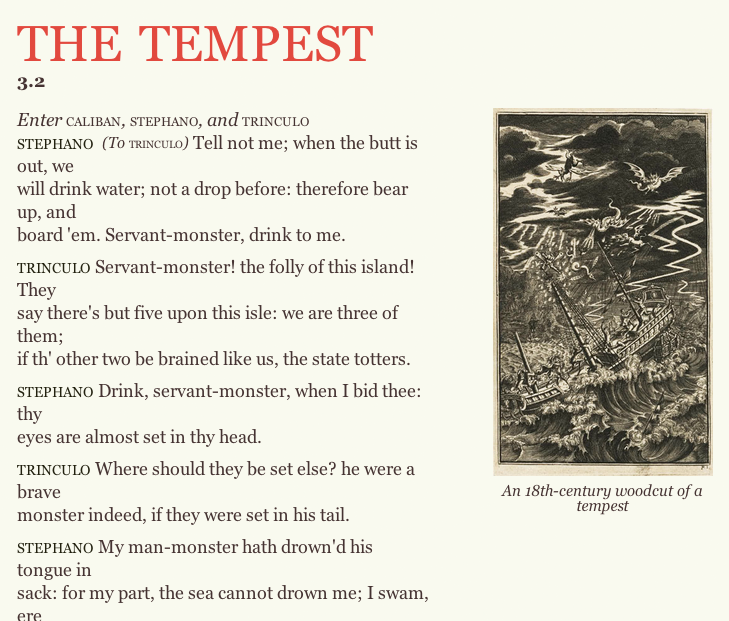 THE TEMPEST
3.2
Enter CALIBAN, STEPHANO, and TRINCULO
STEPHANO (To TRINCULO) Tell not me; when the butt is
out, we
will drink water; not a drop before: therefore bear
up, and
board 'em. Servant-monster, drink to me.
TRINCULO Servant-monster! the folly of this island!
They
say there's but five upon this isle: we are three of
them;
if th' other two be brained like us, the state totters.
STEPHANO Drink, servant-monster, when I bid thee:
thy
eyes are almost set in thy head.
TRINCULO Where should they be set else? he were a
brave
monster indeed, if they were set in his tail.
STEPHANO My man-monster hath drown'd his
tongue in
sack: for my part, the sea cannot drown me; I swam,
ere
An 18th-century woodcut of a
tempest